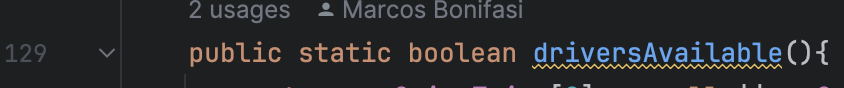 2 usages Marcos Bonifasi
129 public static boolean driversAvailable(){